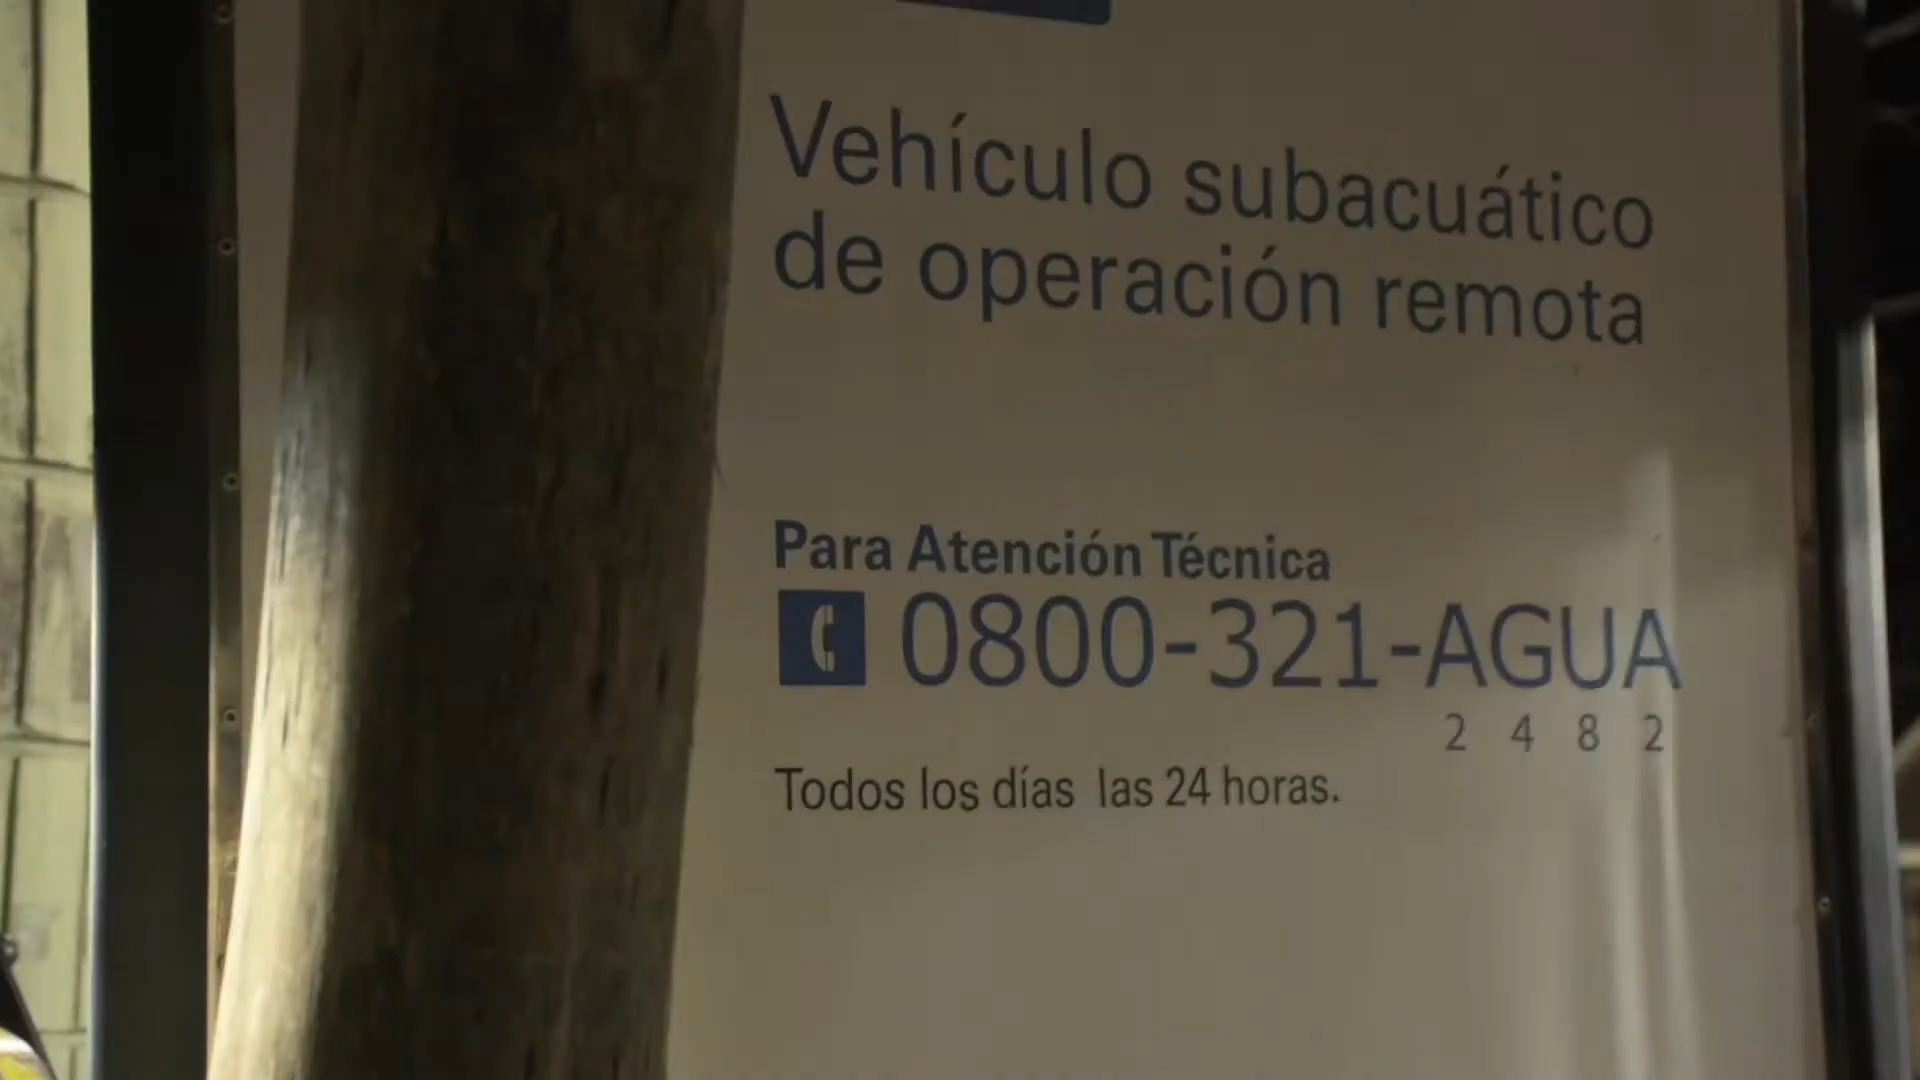 Vehículo subacuático
de operación remota
Para Atención Técnica
0800-321-AGUA
2 4 8 2
Todos los días las 24 horas.